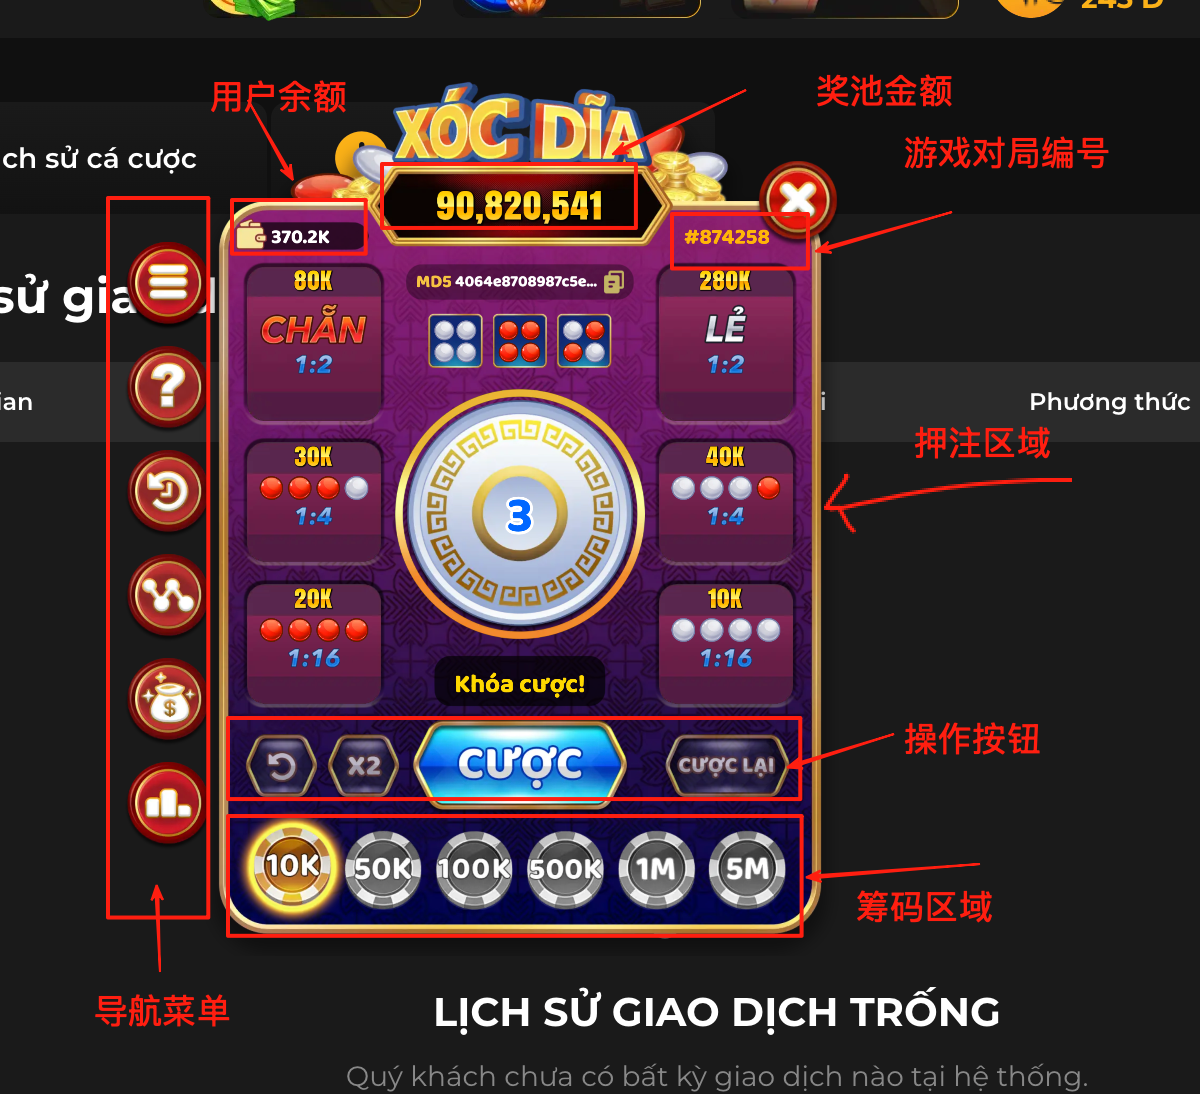 用户余额
XÓC DĨA
奖池金额
游戏对局编号
ch sử cá cược
90,820,541
370.2K
#874258
MD5 4064e8708987c5e...
80K
CHẴN
1:2
280K
LẺ
1:2
sử gia
ian
i
Phương thức
押注区域
30K
1:4
3
40K
1:4
20K
1:16
10K
1:16
Khóa cược!
操作按钮
X2
CƯỢC
CƯỢC LẠI
10K
50K
100K
500K
1M
5M
筹码区域
导航菜单
LỊCH SỬ GIAO DỊCH TRỐNG
Quý khách chưa có bất kỳ giao dịch nào tại hệ thống.